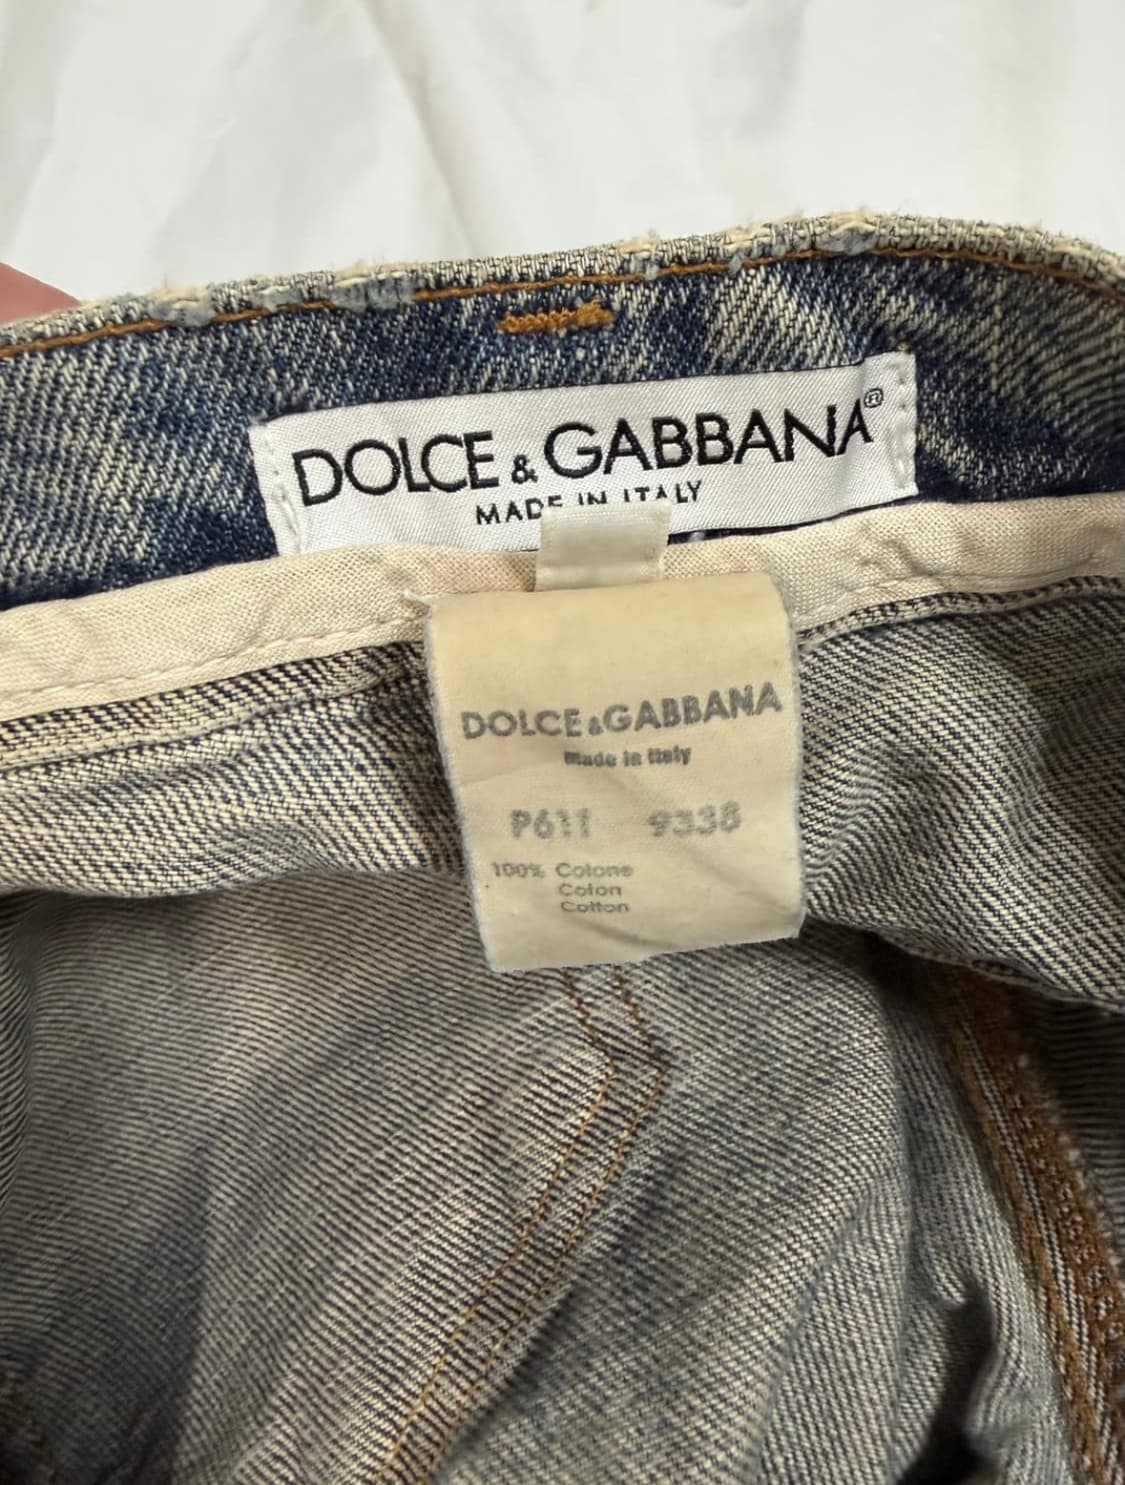 DOLCE & GABBANA®
MADE IN ITALY
DOLCE & GABBANA
Made in Italy
P611 9338
100% Cotone
Coton
Cotton